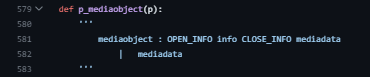 579 def p_mediaobject(p):
580 '''
581 mediaobject : OPEN_INFO info CLOSE_INFO mediadata
582 | mediadata
583 '''